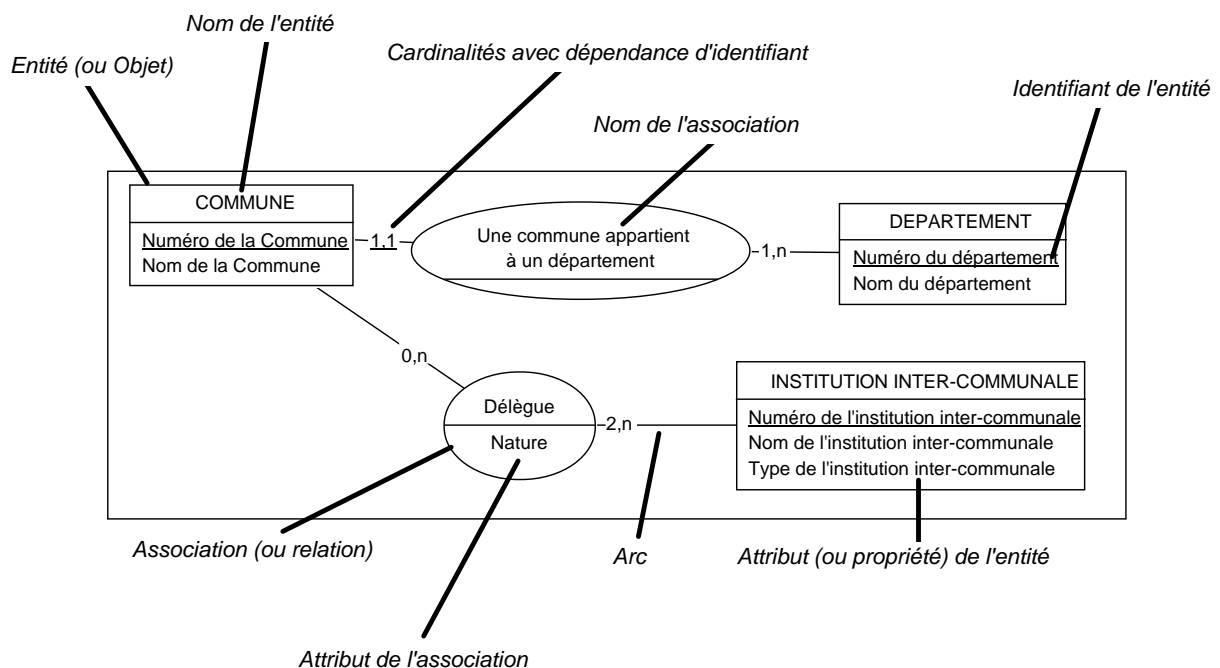 Nom de l'entité
Cardinalités avec dépendance d'identifiant
Entité (ou Objet)
Identifiant de l'entité
Nom de l'association
COMMUNE
Numéro de la Commune
Nom de la Commune
1,1
Une commune appartient
à un département
1,n
DEPARTEMENT
Numéro du département
Nom du département
0,n
Délègue
Nature
2,n
INSTITUTION INTER-COMMUNALE
Numéro de l'institution inter-communale
Nom de l'institution inter-communale
Type de l'institution inter-communale
Association (ou relation)
Arc
Attribut (ou propriété) de l'entité
Attribut de l'association